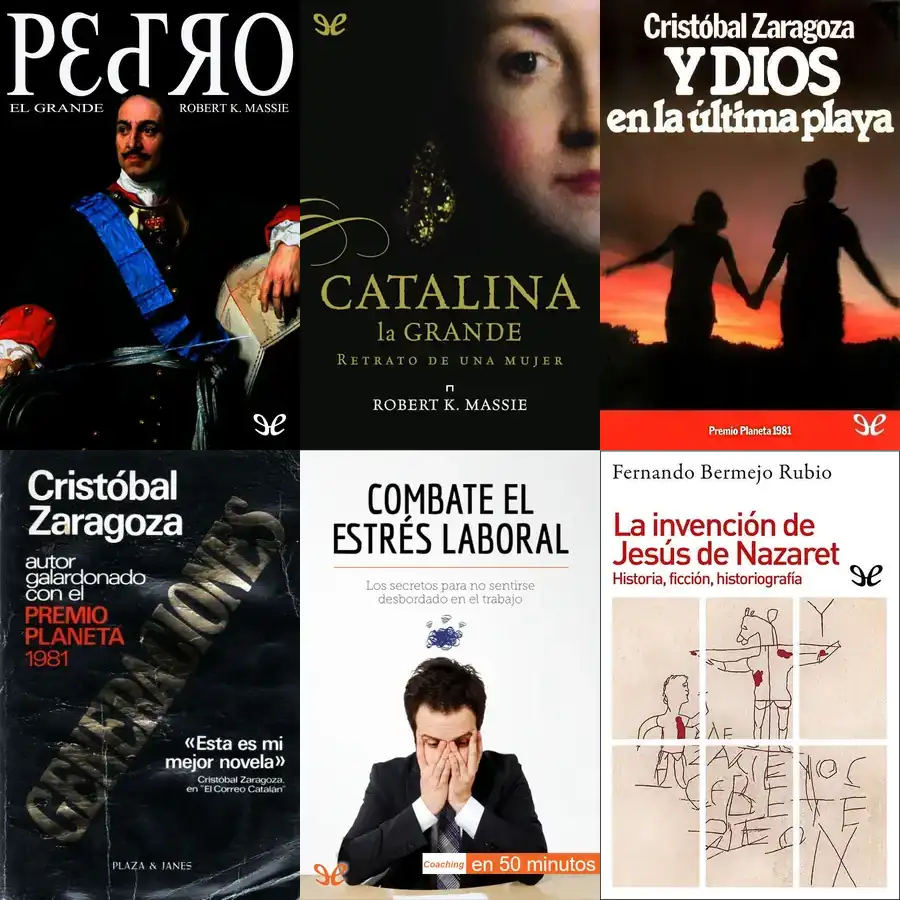 PEDRO
EL GRANDE
ROBERT K. MASSIE
CATALINA
la GRANDE
RETRATO DE UNA MUJER
ROBERT K. MASSIE
Cristóbal Zaragoza
Y DIOS
en la última playa
Premio Planeta 1981
Cristóbal
Zaragoza
autor
galardonado
con el
PREMIO
PLANETA
1981
GENERACIONES
«Esta es mi
mejor novela»
Cristóbal Zaragoza,
en "El Correo Catalán"
PLAZA & JANES
COMBATE EL
ESTRÉS LABORAL
Los secretos para no sentirse
desbordado en el trabajo
Coaching en 50 minutos
Fernando Bermejo Rubio
La invención de
Jesús de Nazaret
Historia, ficción, historiografía